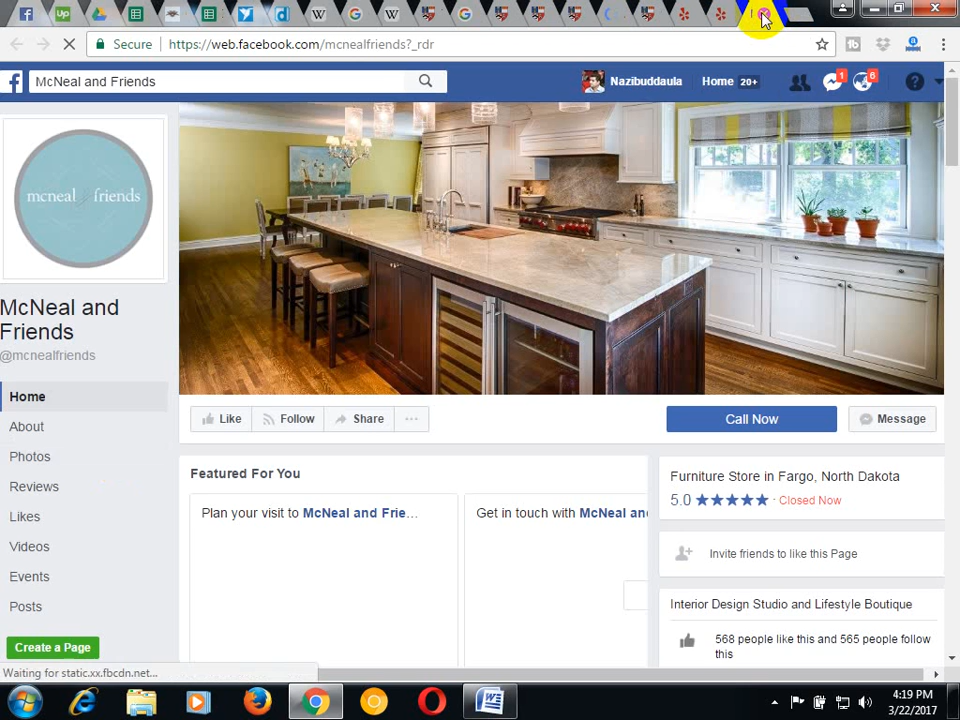 Secure
https://web.facebook.com/mcnealfriends?_rdr
McNeal and Friends
Nazibuddaula
Home 20+
1
6
mcneal friends
McNeal and
Friends
@mcnealfriends
Home
About
Photos
Reviews
Likes
Videos
Events
Posts
Create a Page
Like
Follow
Share
Call Now
Message
Featured For You
Plan your visit to McNeal and Frie...
Get in touch with McNeal an
Furniture Store in Fargo, North Dakota
5.0 ★★★★★ · Closed Now
Invite friends to like this Page
Interior Design Studio and Lifestyle Boutique
568 people like this and 565 people follow
this
Waiting for static.xx.fbcdn.net...
4:19 PM
3/22/2017